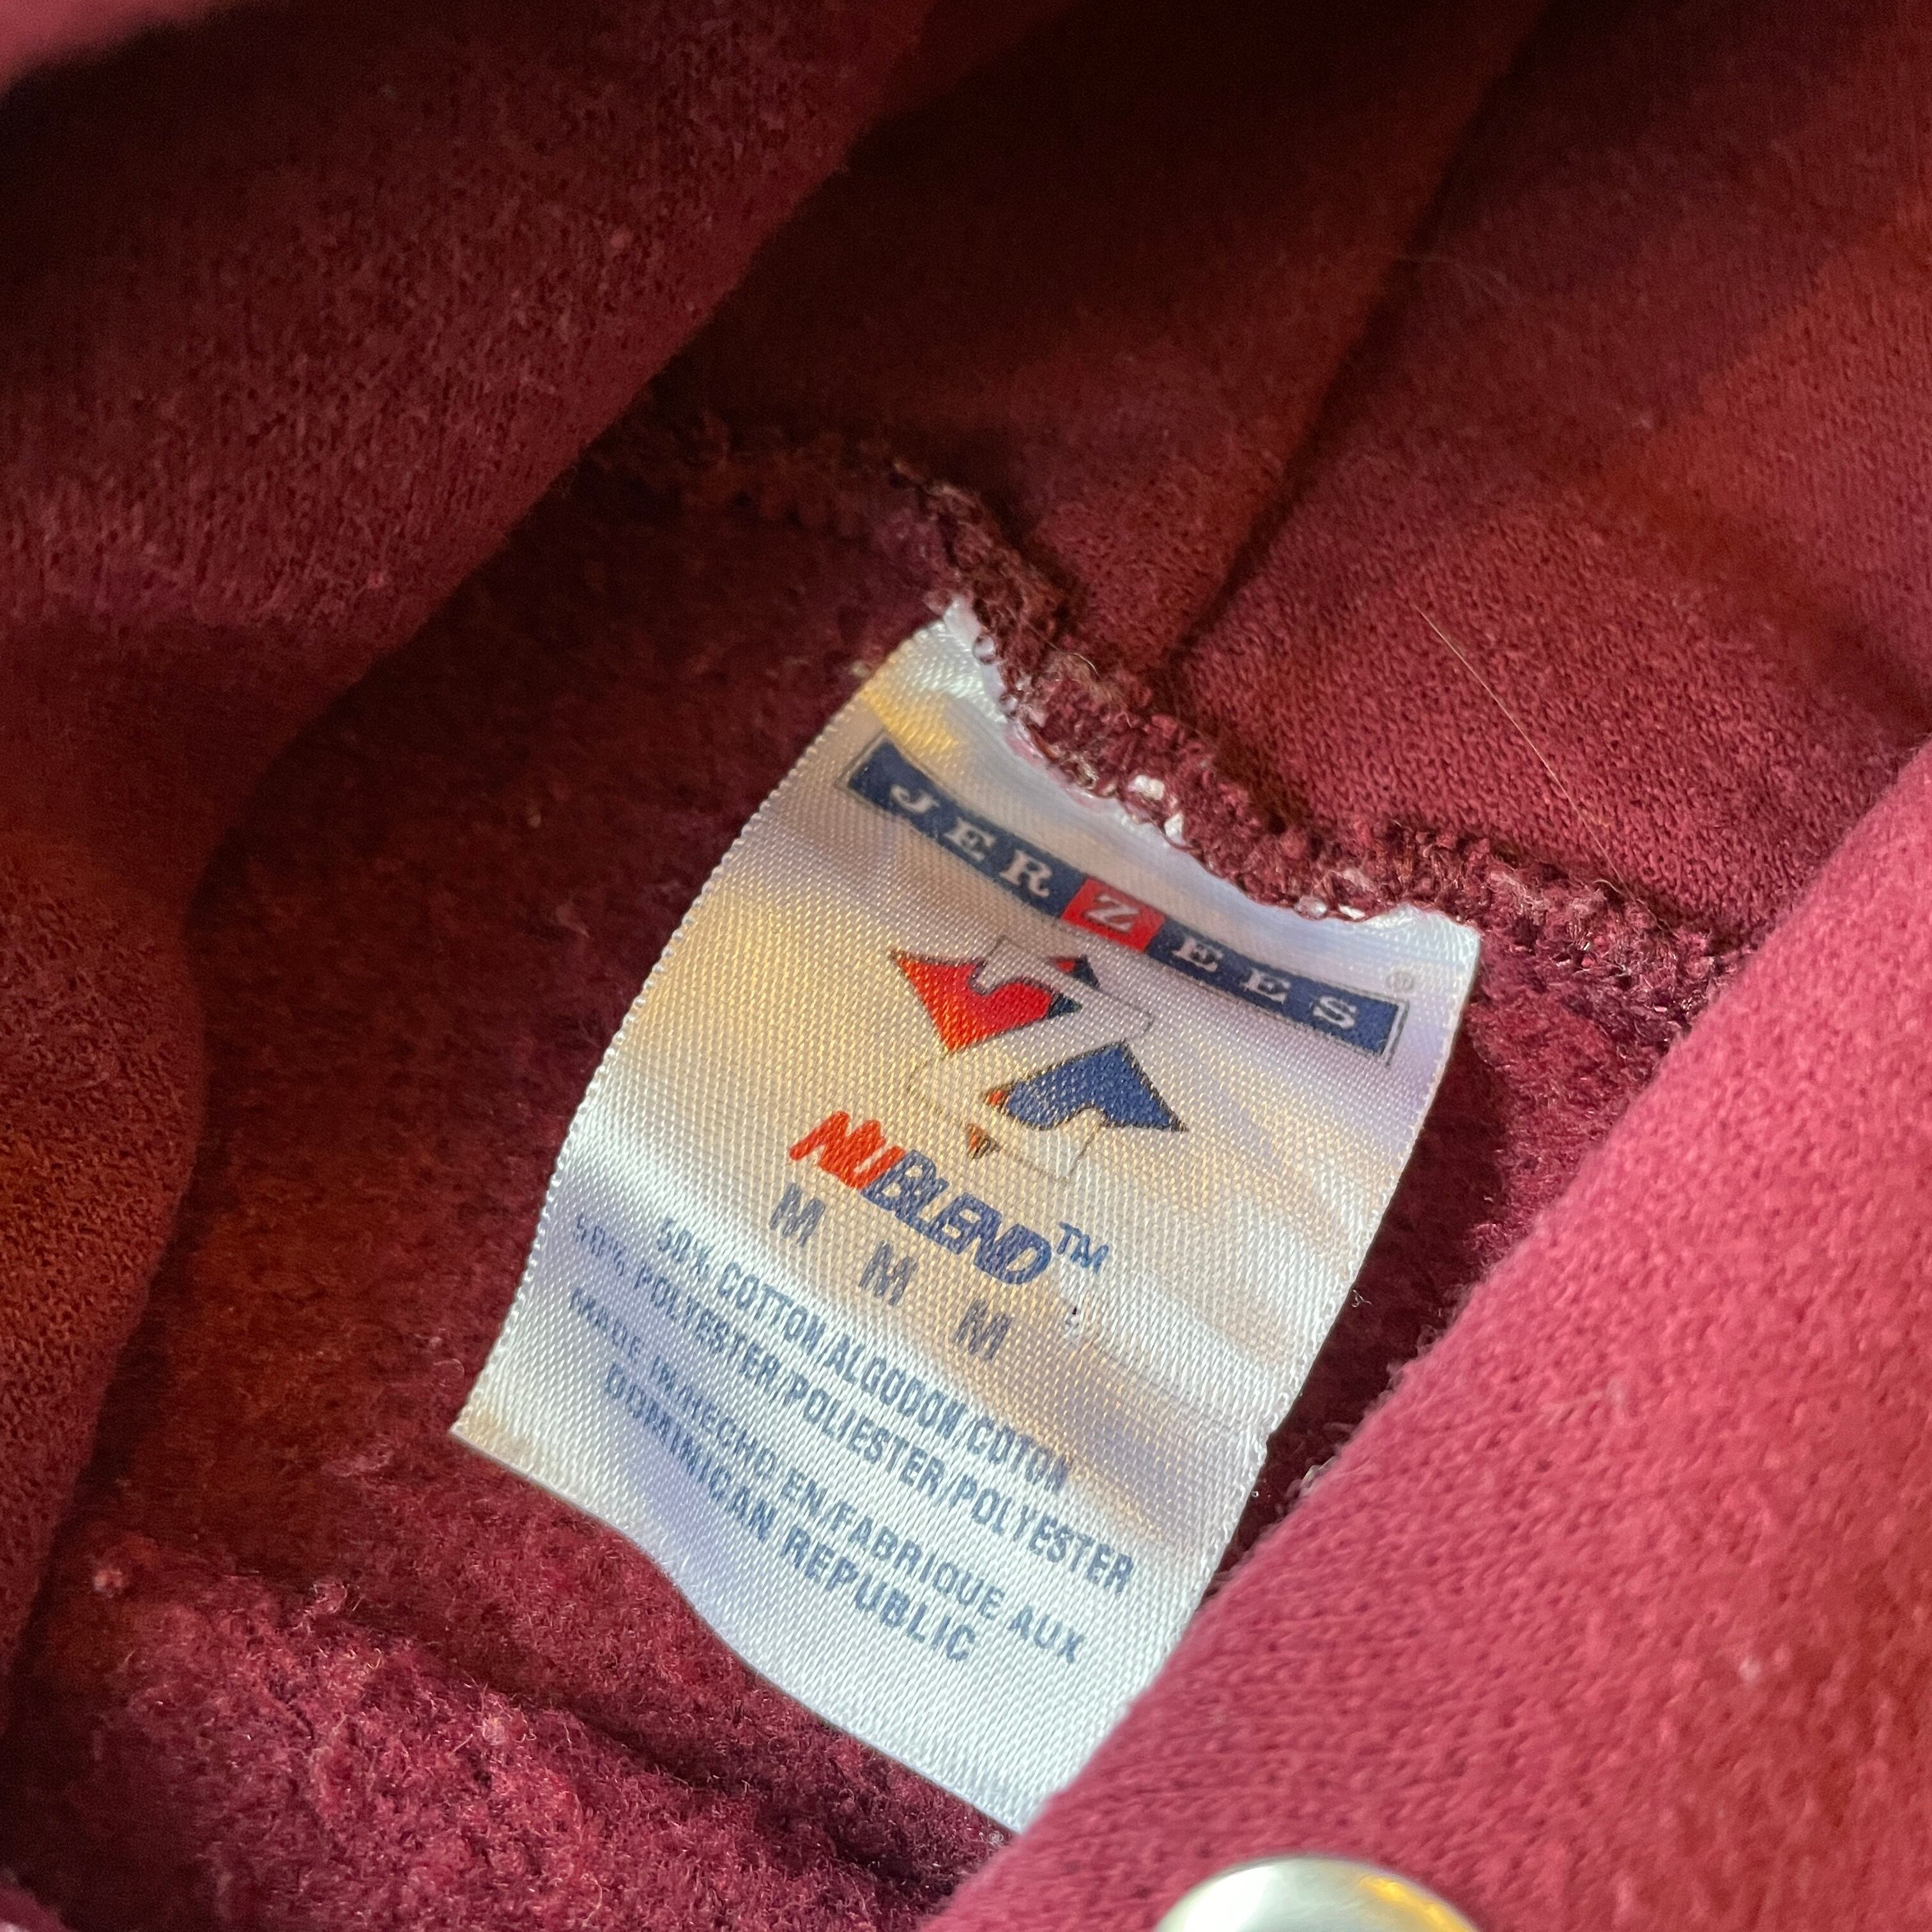 JERZEES®
NUBLEND™
M M M
50% COTTON/ALGODON/COTON
50% POLYESTER/POLIESTER/POLYESTER
MADE IN/HECHO EN/FABRIQUE AUX
DOMINICAN REPUBLIC